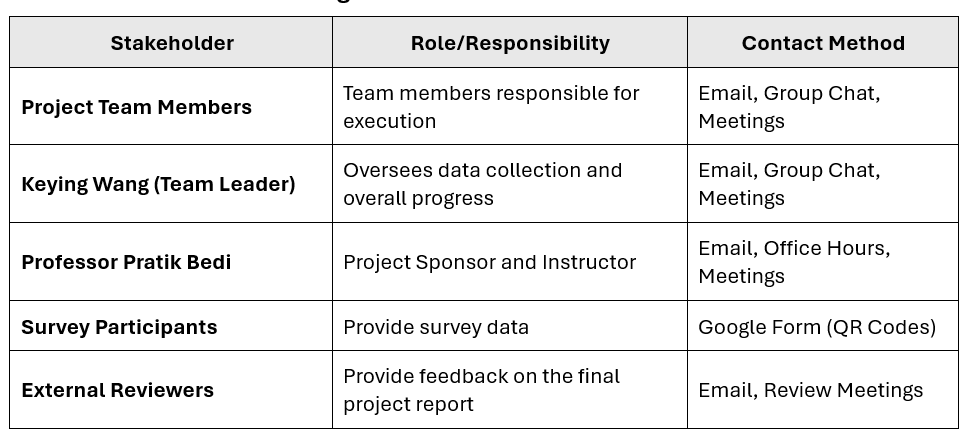 Stakeholder Role/Responsibility Contact Method
Project Team Members
Team members responsible for
execution
Email, Group Chat,
Meetings
Keying Wang (Team Leader)
Oversees data collection and
overall progress
Email, Group Chat,
Meetings
Professor Pratik Bedi
Project Sponsor and Instructor
Email, Office Hours,
Meetings
Survey Participants
Provide survey data
Google Form (QR Codes)
External Reviewers
Provide feedback on the final
project report
Email, Review Meetings